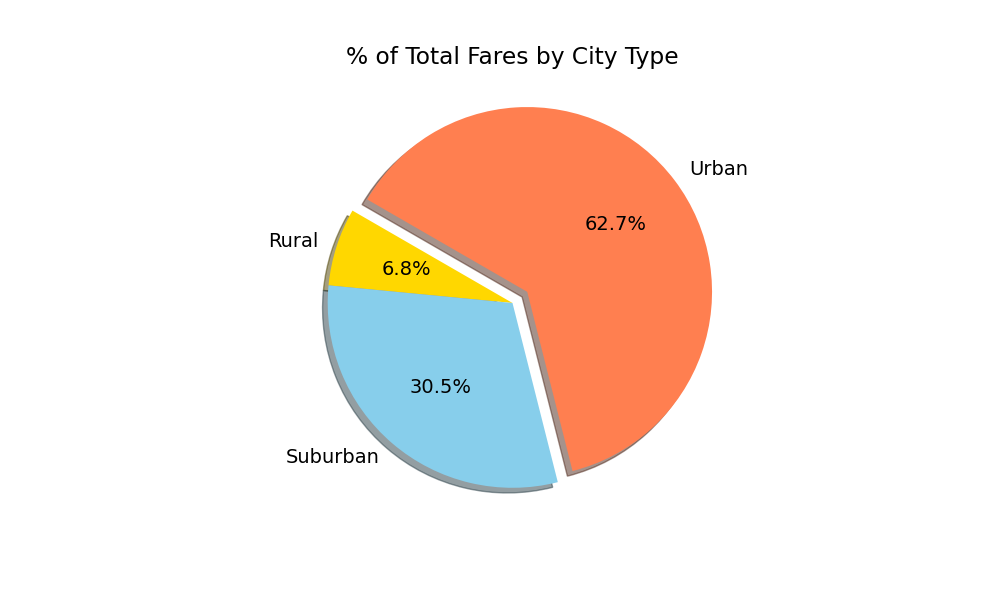 % of Total Fares by City Type
Urban
62.7%
Rural
6.8%
30.5%
Suburban